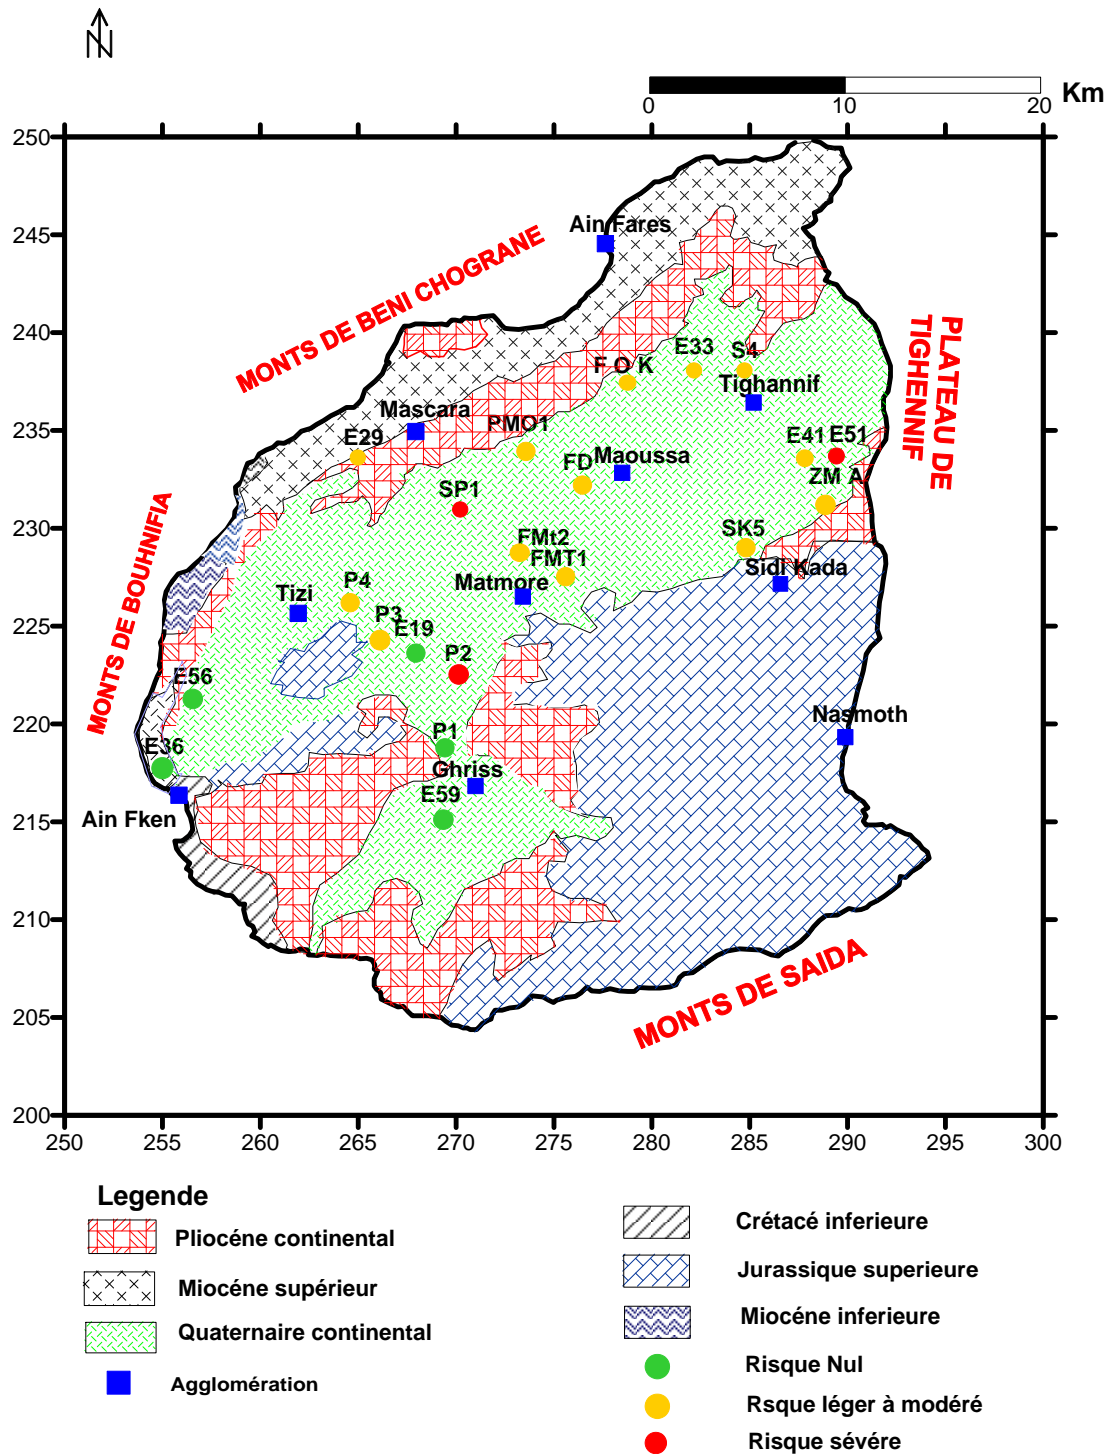 N
Km
0 10 20
250
245
240
235
230
225
220
215
210
205
200
250 255 260 265 270 275 280 285 290 295 300
MONTS DE BENI CHOGRANE
PLATEAU DE
TIGHENNIF
MONTS DE BOUHNIFIA
MONTS DE SAIDA
Ain Fares
E33 S4
F O K
Tighannif
Mascara
PMO1
E29
E41 E51
FD Maoussa
ZM A
SP1
SK5
FMt2
FMT1
Sidi Kada
Matmore
Tizi
P4
P3
E19
P2
E56
Nasmoth
P1
E36
Ghriss
E59
Ain Fken
Legende
Pliocéne continental
Miocéne supérieur
Quaternaire continental
Agglomération
Crétacé inferieure
Jurassique superieure
Miocéne inferieure
Risque Nul
Rsque léger à modéré
Risque sévére